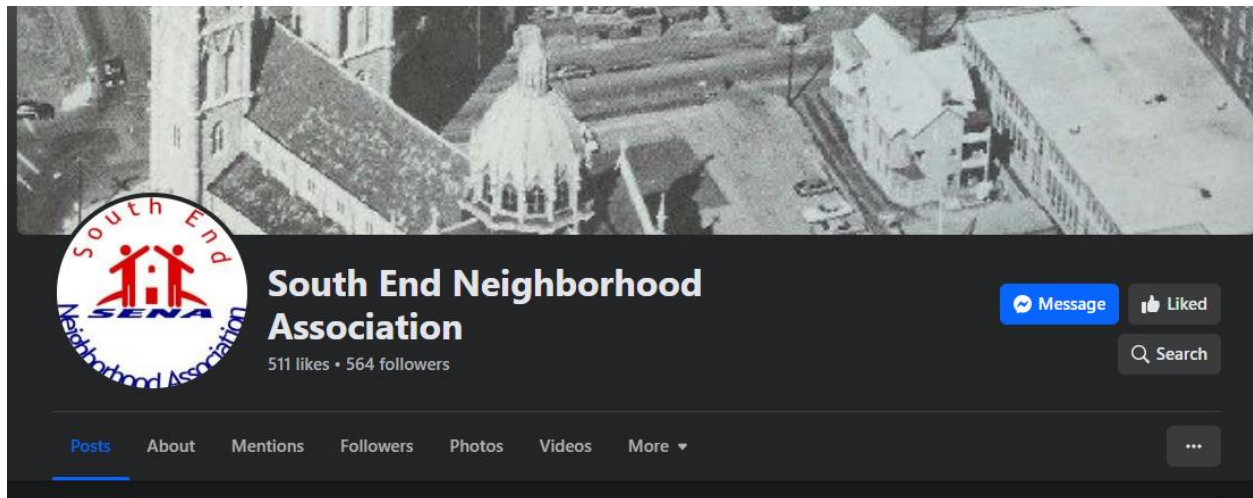 South End
SENA
Neighborhood Association
South End Neighborhood
Association
511 likes • 564 followers
Message
Liked
Search
Posts About Mentions Followers Photos Videos More